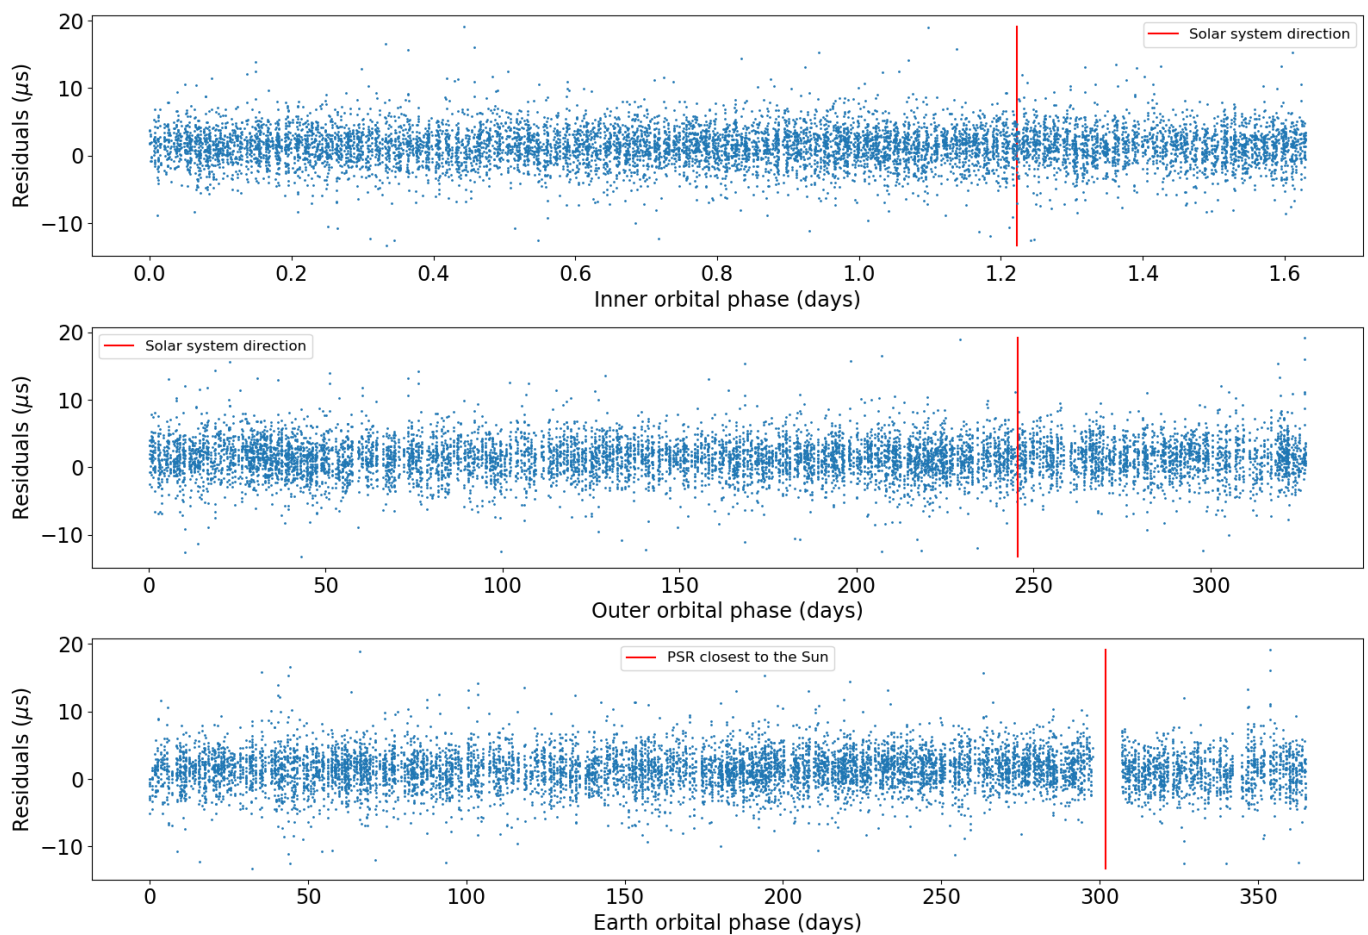 20
10
0
−10
Residuals (μs)
Solar system direction
0.0 0.2 0.4 0.6 0.8 1.0 1.2 1.4 1.6
Inner orbital phase (days)
20
10
0
−10
Residuals (μs)
Solar system direction
0 50 100 150 200 250 300
Outer orbital phase (days)
20
10
0
−10
Residuals (μs)
PSR closest to the Sun
0 50 100 150 200 250 300 350
Earth orbital phase (days)